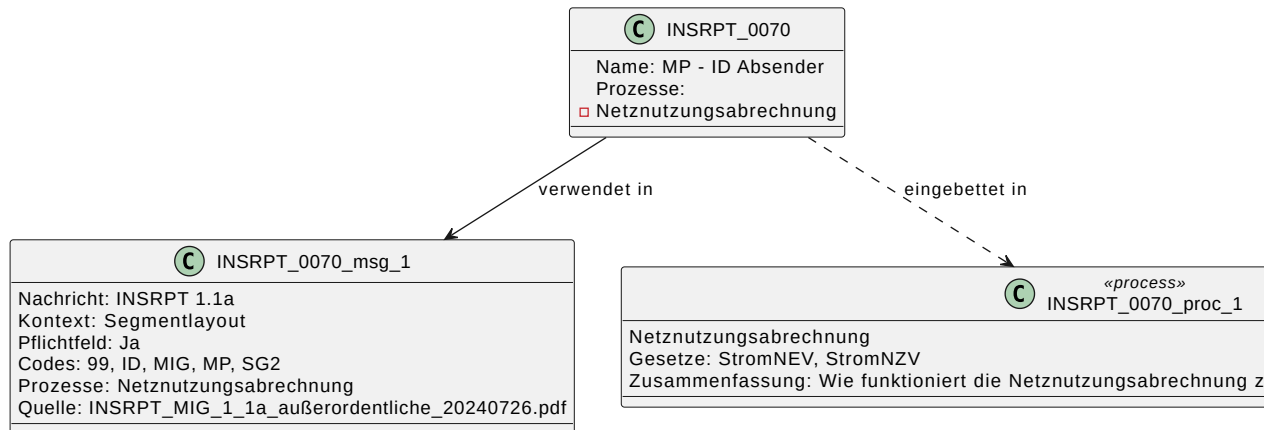 C INSRPT_0070
Name: MP - ID Absender
Prozesse:
Netznutzungsabrechnung
verwendet in
eingebettet in
C INSRPT_0070_msg_1
Nachricht: INSRPT 1.1a
Kontext: Segmentlayout
Pflichtfeld: Ja
Codes: 99, ID, MIG, MP, SG2
Prozesse: Netznutzungsabrechnung
Quelle: INSRPT_MIG_1_1a_außerordentliche_20240726.pdf
C «process»
INSRPT_0070_proc_1
Netznutzungsabrechnung
Gesetze: StromNEV, StromNZV
Zusammenfassung: Wie funktioniert die Netznutzungsabrechnung z